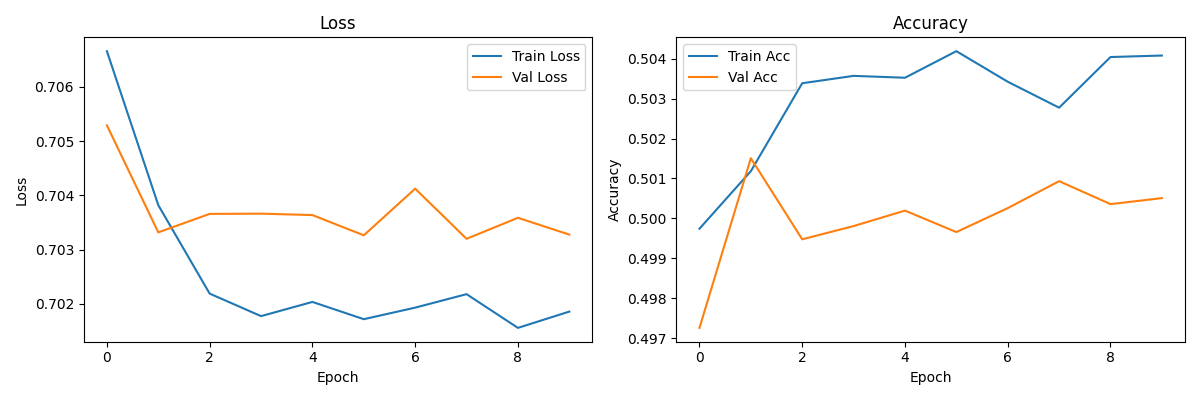 Loss
Train Loss
Val Loss
0.706
0.705
0.704
0.703
0.702
Loss
0 2 4 6 8
Epoch
Accuracy
Train Acc
Val Acc
0.504
0.503
0.502
0.501
0.500
0.499
0.498
0.497
Accuracy
0 2 4 6 8
Epoch